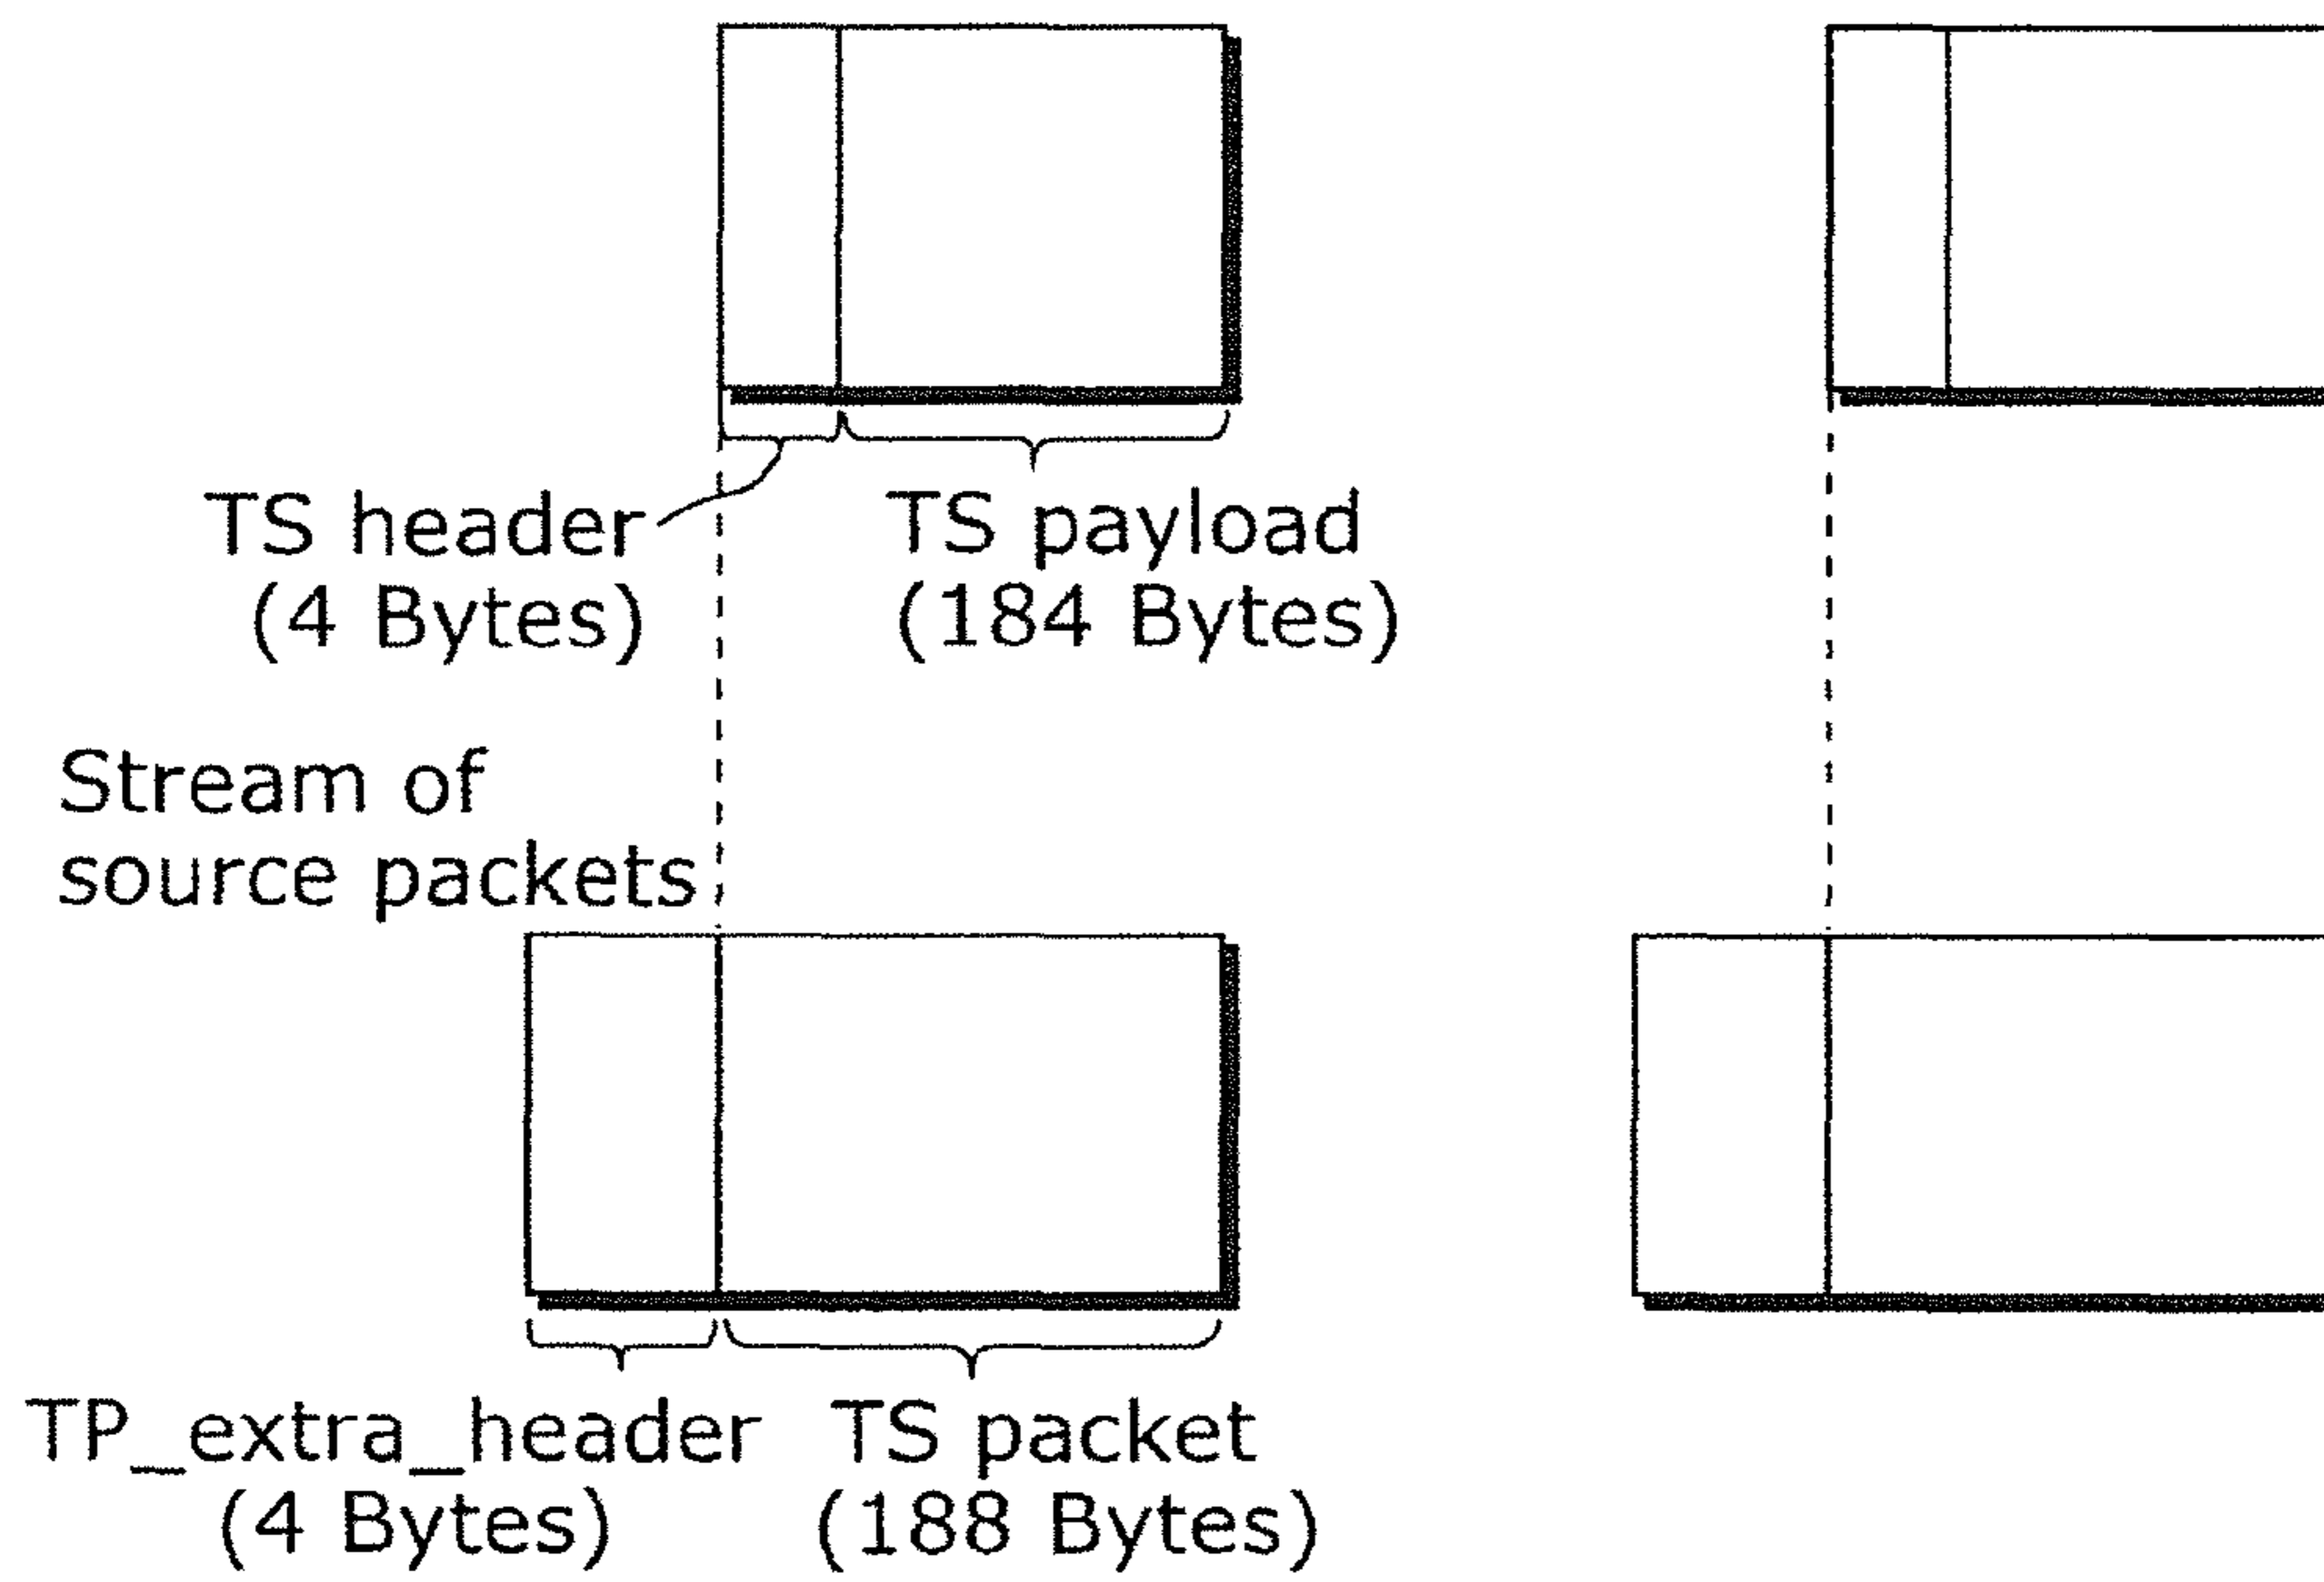 TS header
(4 Bytes)
TS payload
(184 Bytes)
Stream of
source packets
TP_extra_header
(4 Bytes)
TS packet
(188 Bytes)